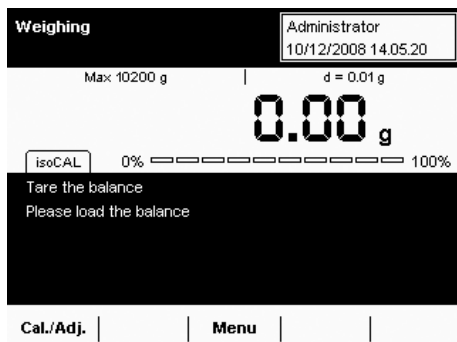 Weighing
Administrator
10/12/2008 14.05.20
Max 10200 g
d = 0.01 g
0.00 g
isoCAL 0% 100%
Tare the balance
Please load the balance
Cal./Adj. Menu